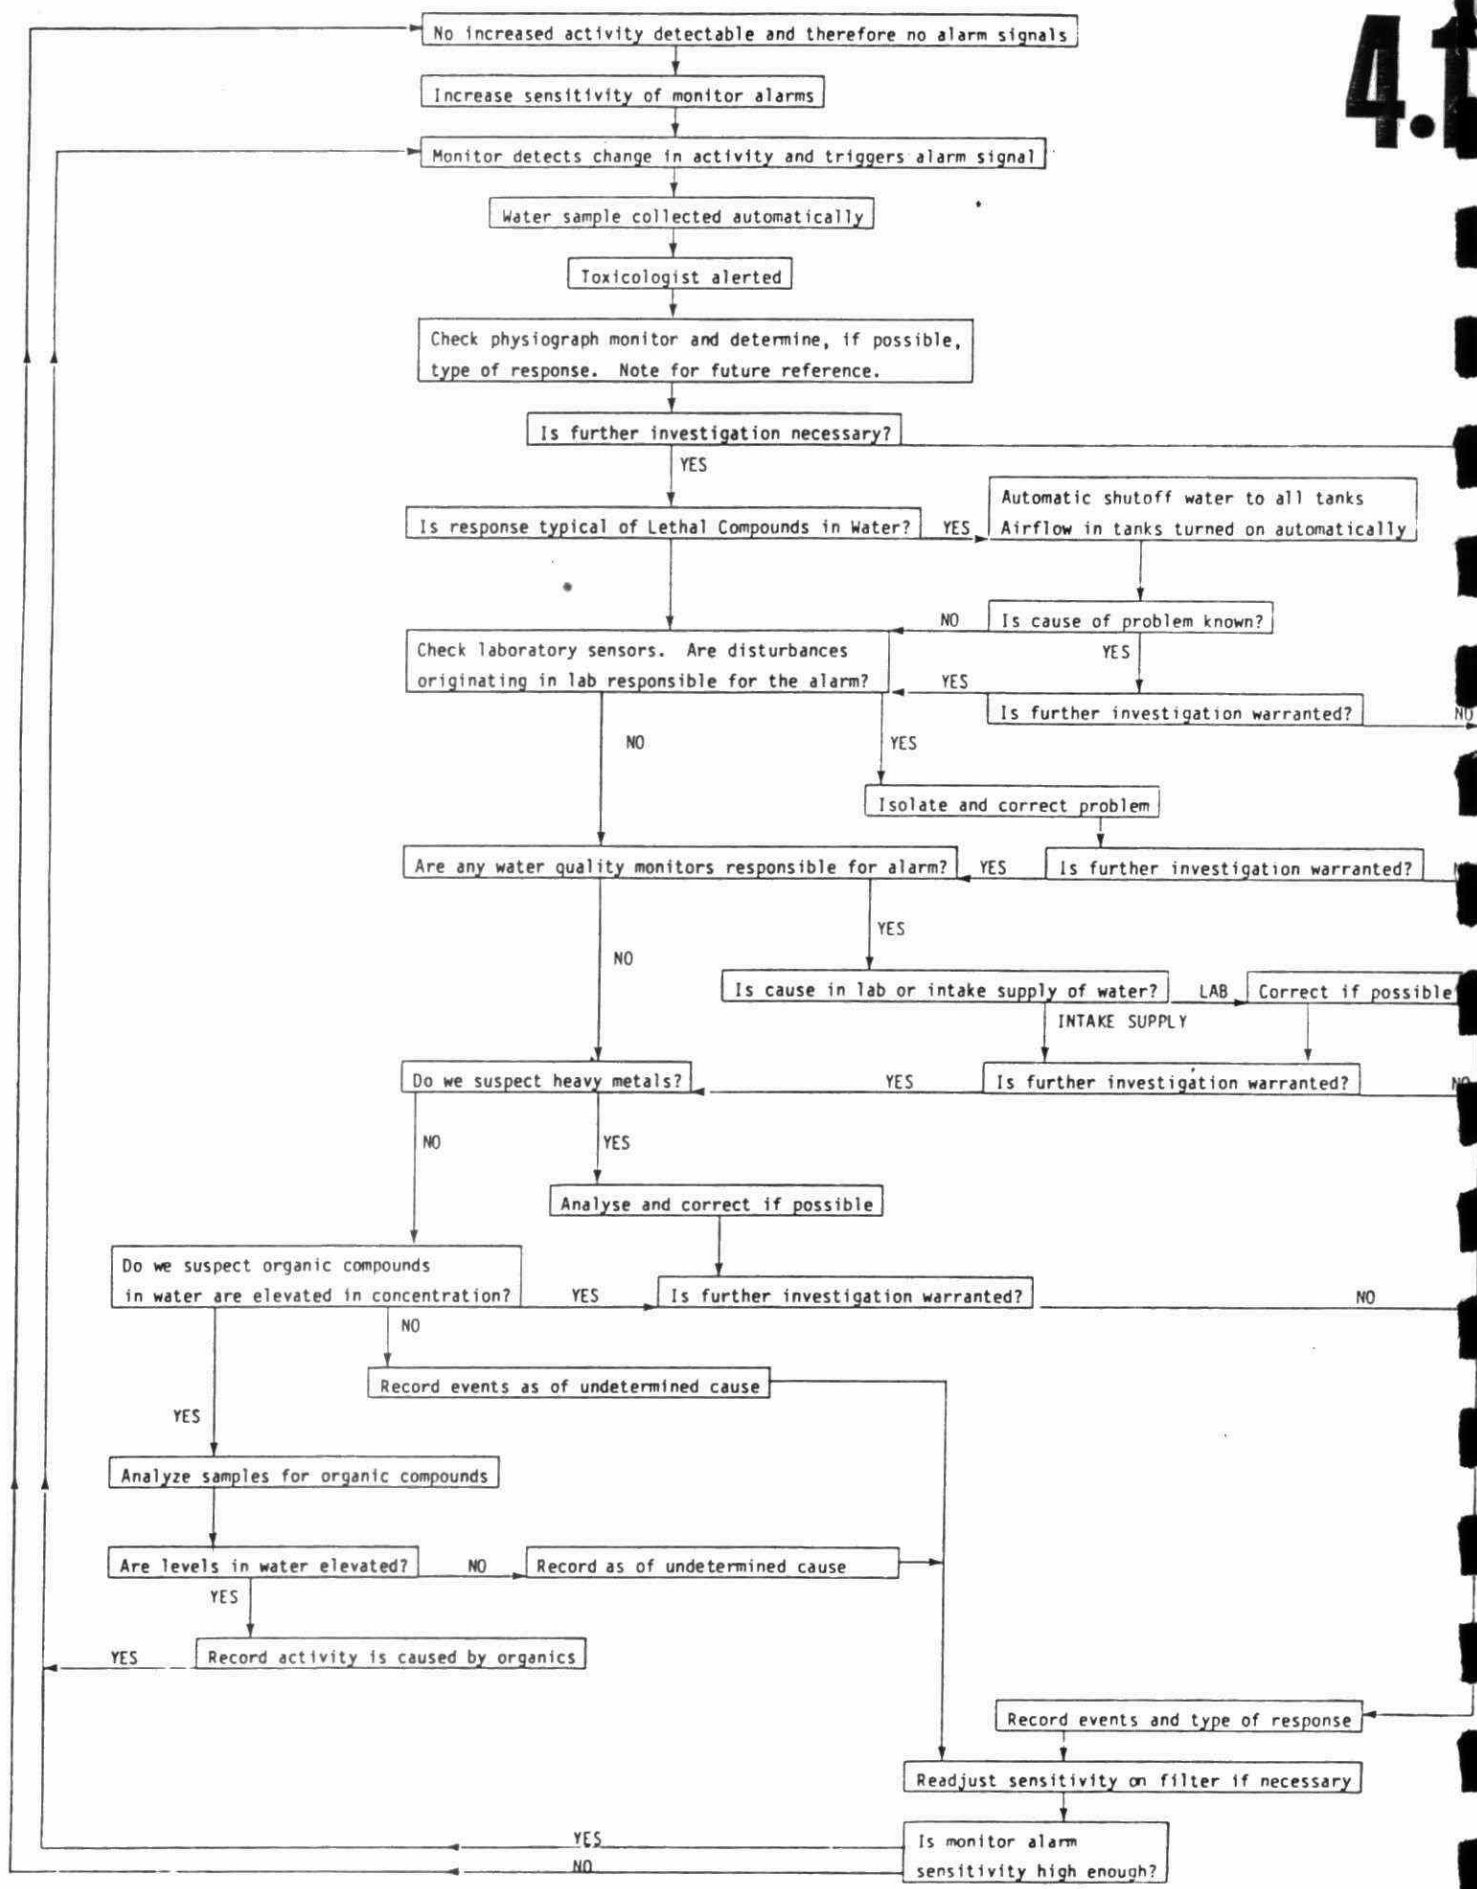 4.1
No increased activity detectable and therefore no alarm signals
Increase sensitivity of monitor alarms
Monitor detects change in activity and triggers alarm signal
Water sample collected automatically
Toxicologist alerted
Check physiograph monitor and determine, if possible,
type of response. Note for future reference.
Is further investigation necessary?
YES
Automatic shutoff water to all tanks
Airflow in tanks turned on automatically
Is response typical of Lethal Compounds in Water?
YES
NO
Is cause of problem known?
Check laboratory sensors. Are disturbances
originating in lab responsible for the alarm?
YES
YES
Is further investigation warranted?
NO
NO
YES
Isolate and correct problem
Are any water quality monitors responsible for alarm?
YES
Is further investigation warranted?
YES
NO
Is cause in lab or intake supply of water?
LAB
Correct if possible
INTAKE SUPPLY
Do we suspect heavy metals?
YES
Is further investigation warranted?
NO
NO
YES
Analyse and correct if possible
Do we suspect organic compounds
in water are elevated in concentration?
YES
Is further investigation warranted?
NO
NO
Record events as of undetermined cause
YES
Analyze samples for organic compounds
Are levels in water elevated?
NO
Record as of undetermined cause
YES
YES
Record activity is caused by organics
Record events and type of response
Readjust sensitivity on filter if necessary
YES
NO
Is monitor alarm
sensitivity high enough?